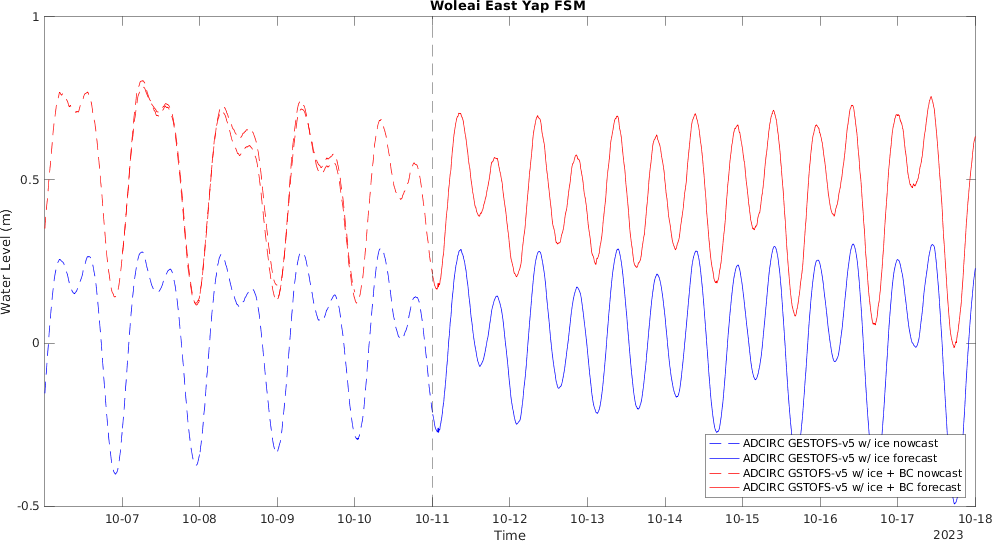 Woleai East Yap FSM
1
0.5
0
-0.5
Water Level (m)
ADCIRC GESTOFS-v5 w/ ice nowcast
ADCIRC GESTOFS-v5 w/ ice forecast
ADCIRC GSTOFS-v5 w/ ice + BC nowcast
ADCIRC GSTOFS-v5 w/ ice + BC forecast
10-07 10-08 10-09 10-10 10-11 10-12 10-13 10-14 10-15 10-16 10-17 10-18
Time
2023